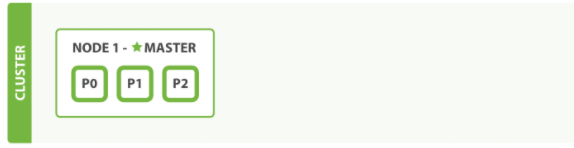 CLUSTER
NODE 1 - ★ MASTER
P0 P1 P2